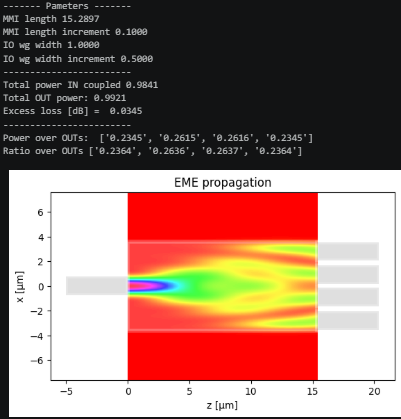 ------- Pameters -------
MMI length 15.2897
MMI length increment 0.1000
IO wg width 1.0000
IO wg width increment 0.5000
-----------------------
Total power IN coupled 0.9841
Total OUT power: 0.9921
Excess loss [dB] =  0.0345
-----------------------
Power over OUTs:  ['0.2345', '0.2615', '0.2616', '0.2345']
Ratio over OUTs ['0.2364', '0.2636', '0.2637', '0.2364']
EME propagation
6
4
2
0
−2
−4
−6
x [μm]
−5 0 5 10 15 20
z [μm]